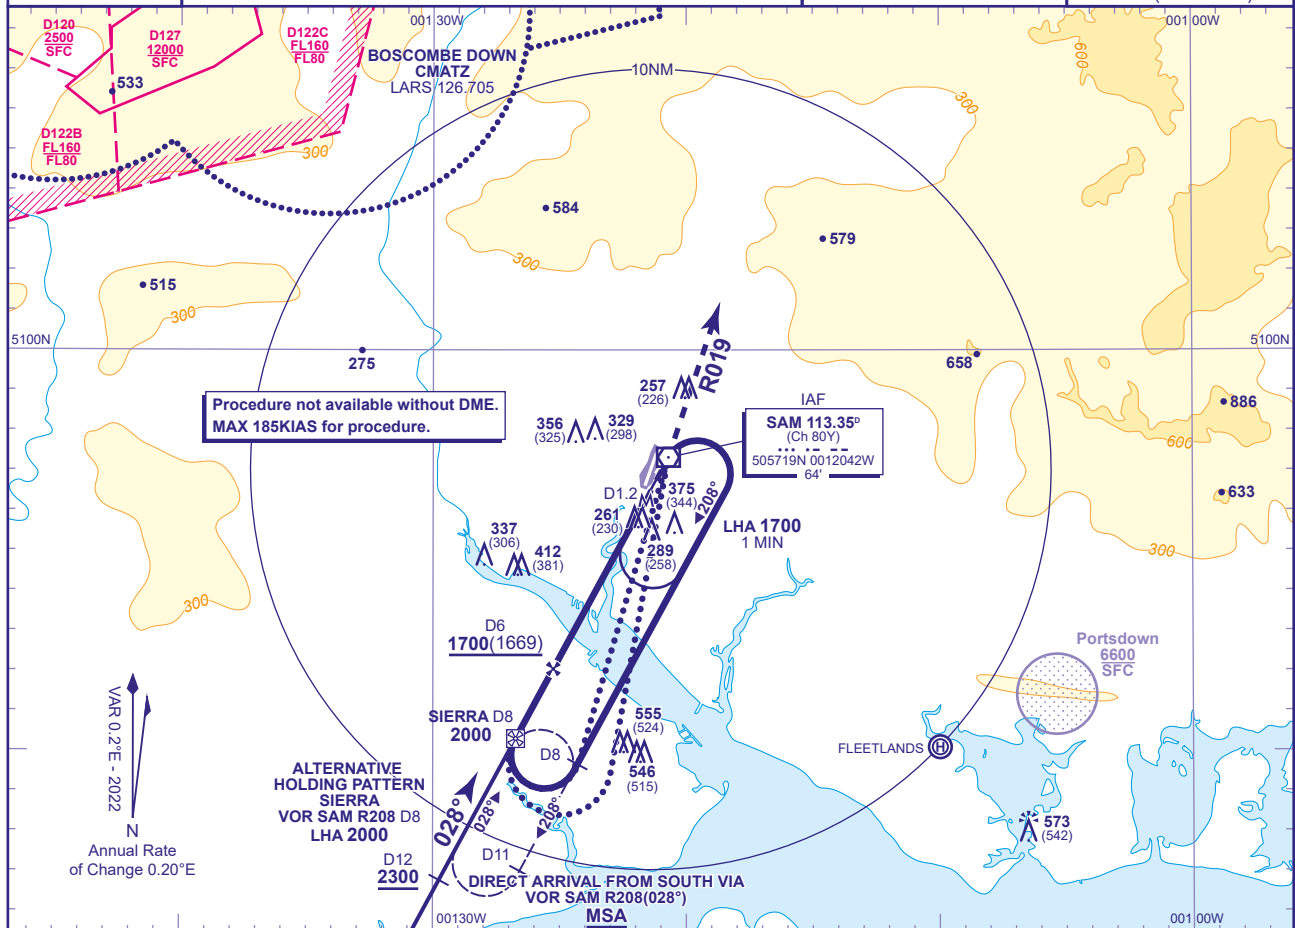 D120
2500
SFC
D127
12000
SFC
D122C
FL160
FL80
00130W
00100W
BOSCOMBE DOWN
CMATZ
LARS 126.705
10NM
600
300
533
D122B
FL160
FL80
300
584
579
300
515
300
5100N
5100N
275
658
R019
257
(226)
Procedure not available without DME.
MAX 185KIAS for procedure.
356
(325)
329
(298)
IAF
SAM 113.35D
(Ch 80Y)
505719N 0012042W
64'
886
600
633
D1.2
375
(344)
208°
261
(230)
LHA 1700
1 MIN
337
(306)
412
(381)
289
(258)
300
300
D6
1700(1669)
Portsdown
6600
SFC
VAR 0.2°E - 2022
N
Annual Rate
of Change 0.20°E
SIERRA D8
2000
D8
555
(524)
546
(515)
FLEETLANDS
H
ALTERNATIVE
HOLDING PATTERN
SIERRA
VOR SAM R208 D8
LHA 2000
028°
028°
208°
573
(542)
D12
2300
D11
DIRECT ARRIVAL FROM SOUTH VIA
VOR SAM R208(028°)
MSA
00130W
00100W